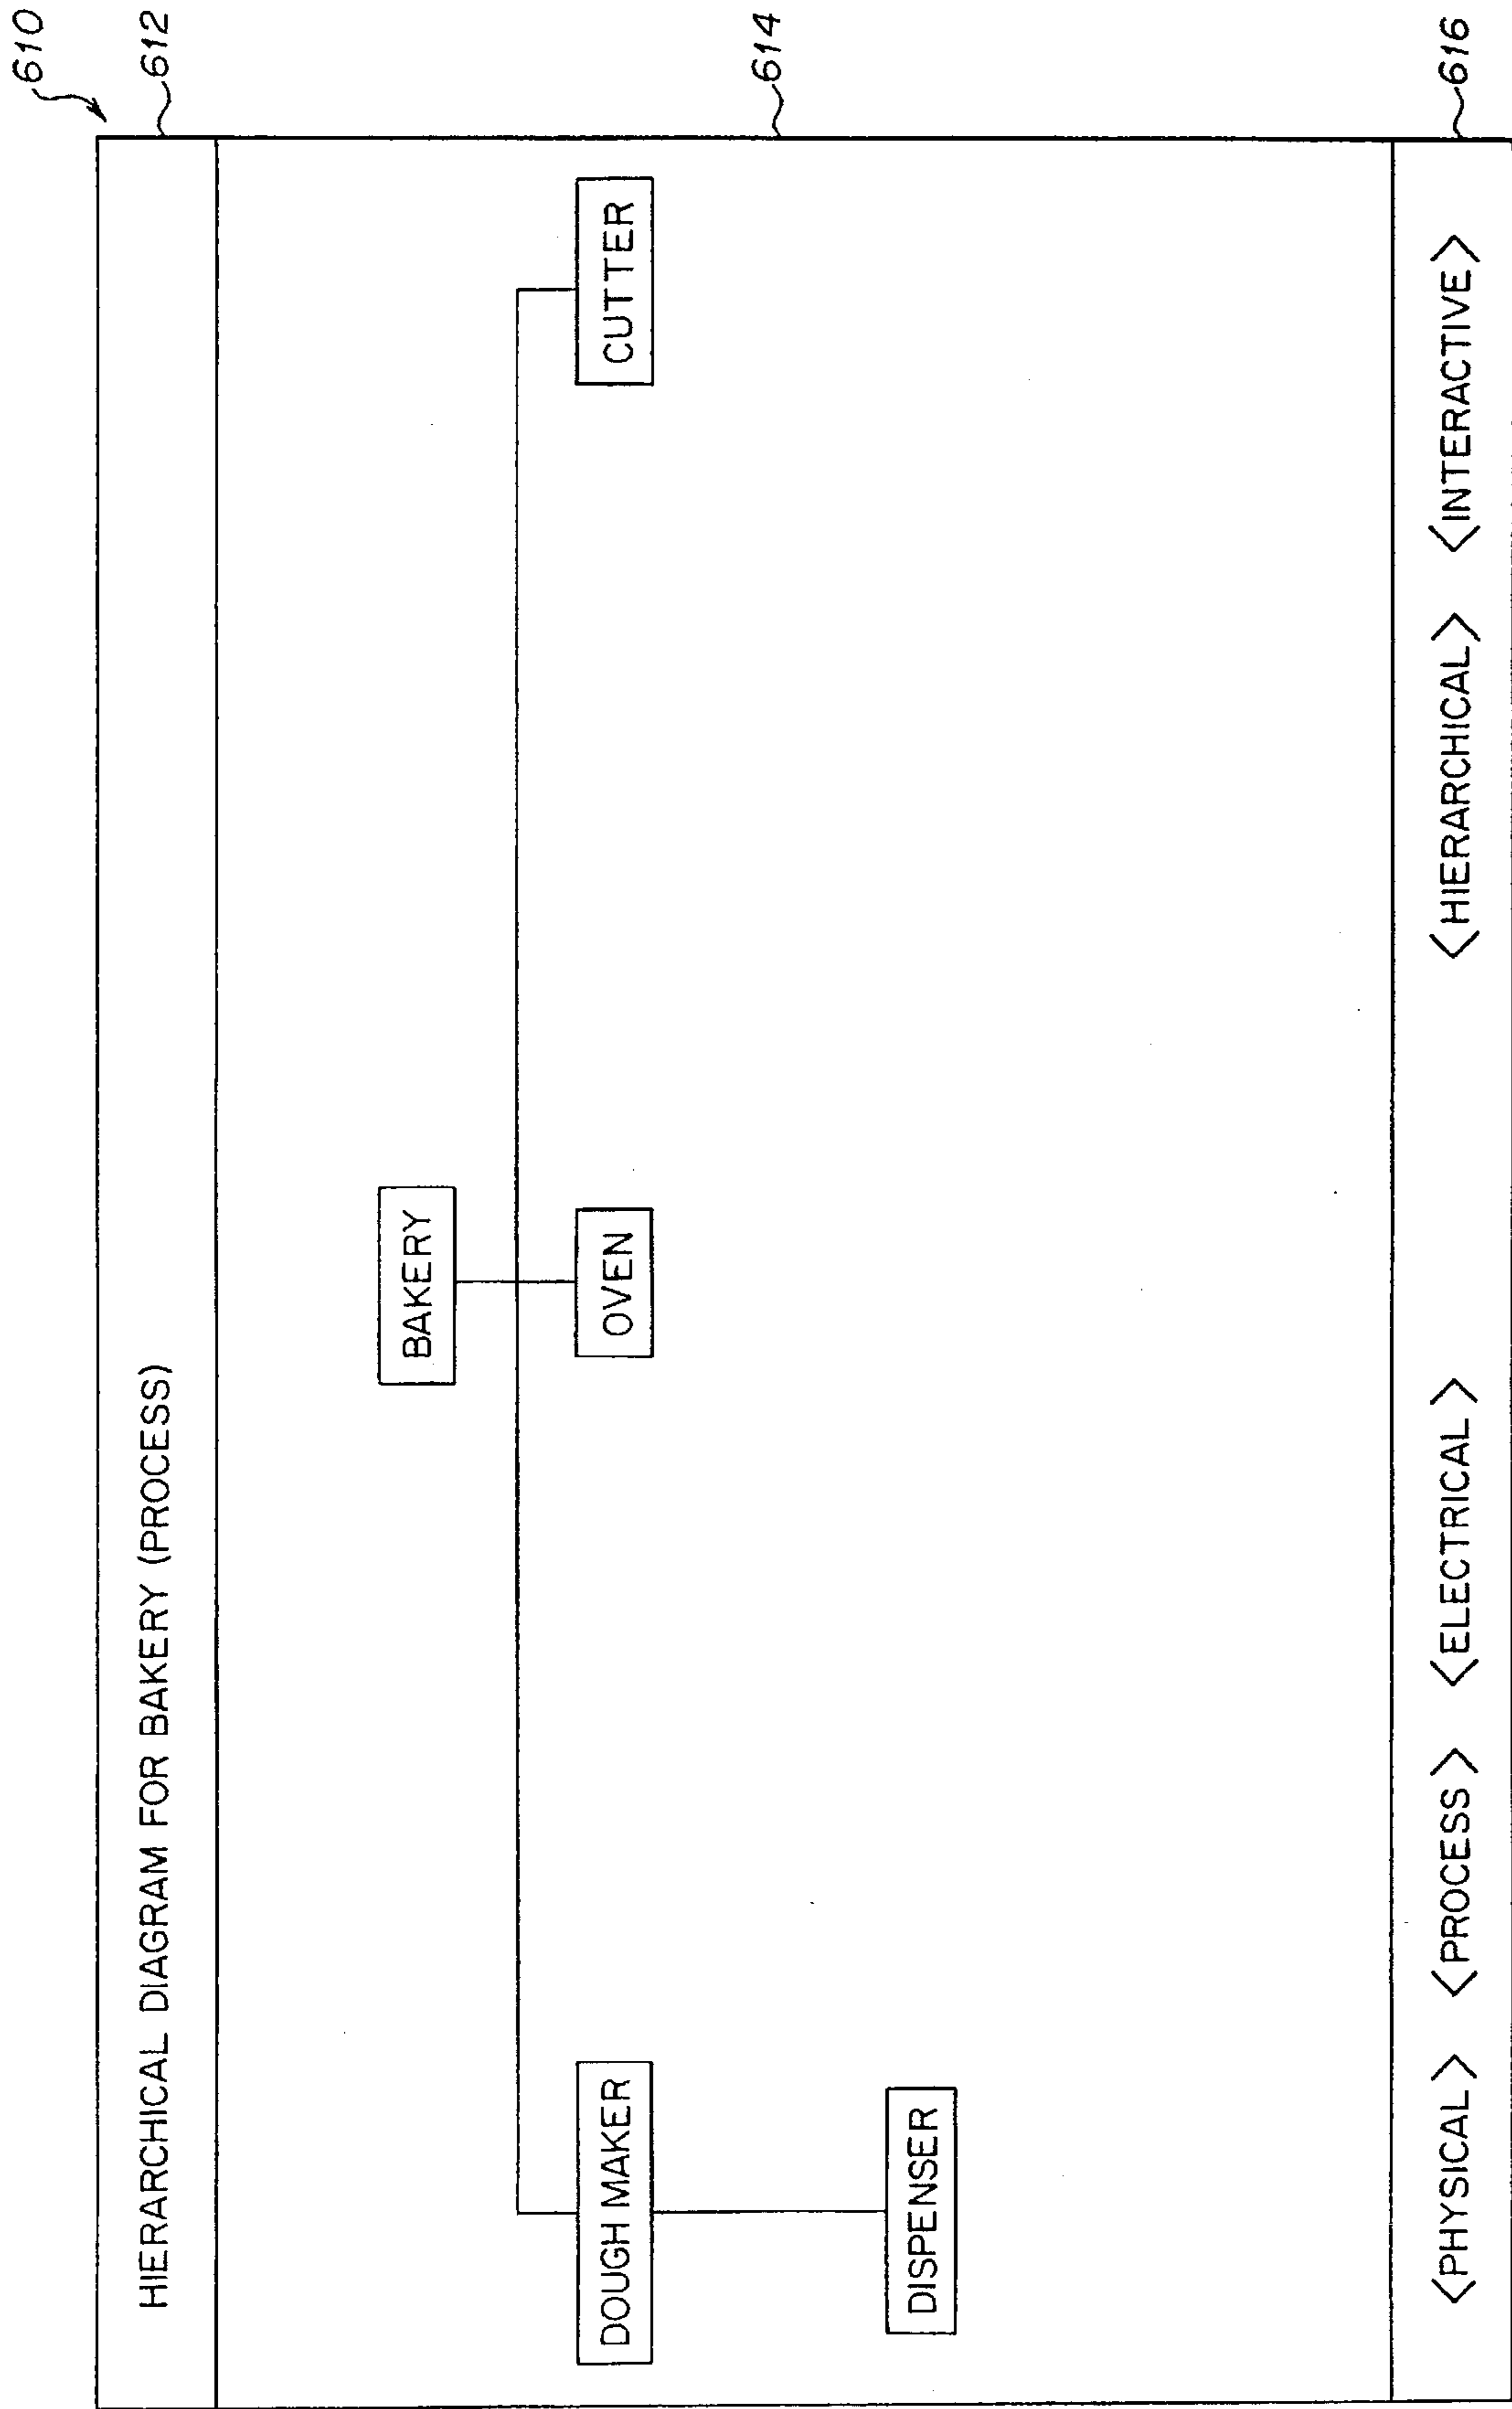 610
HIERARCHICAL DIAGRAM FOR BAKERY (PROCESS)
612
BAKERY
DOUGH MAKER
OVEN
CUTTER
614
DISPENSER
<PHYSICAL> <PROCESS> <ELECTRICAL> <HIERARCHICAL> <INTERACTIVE>
616